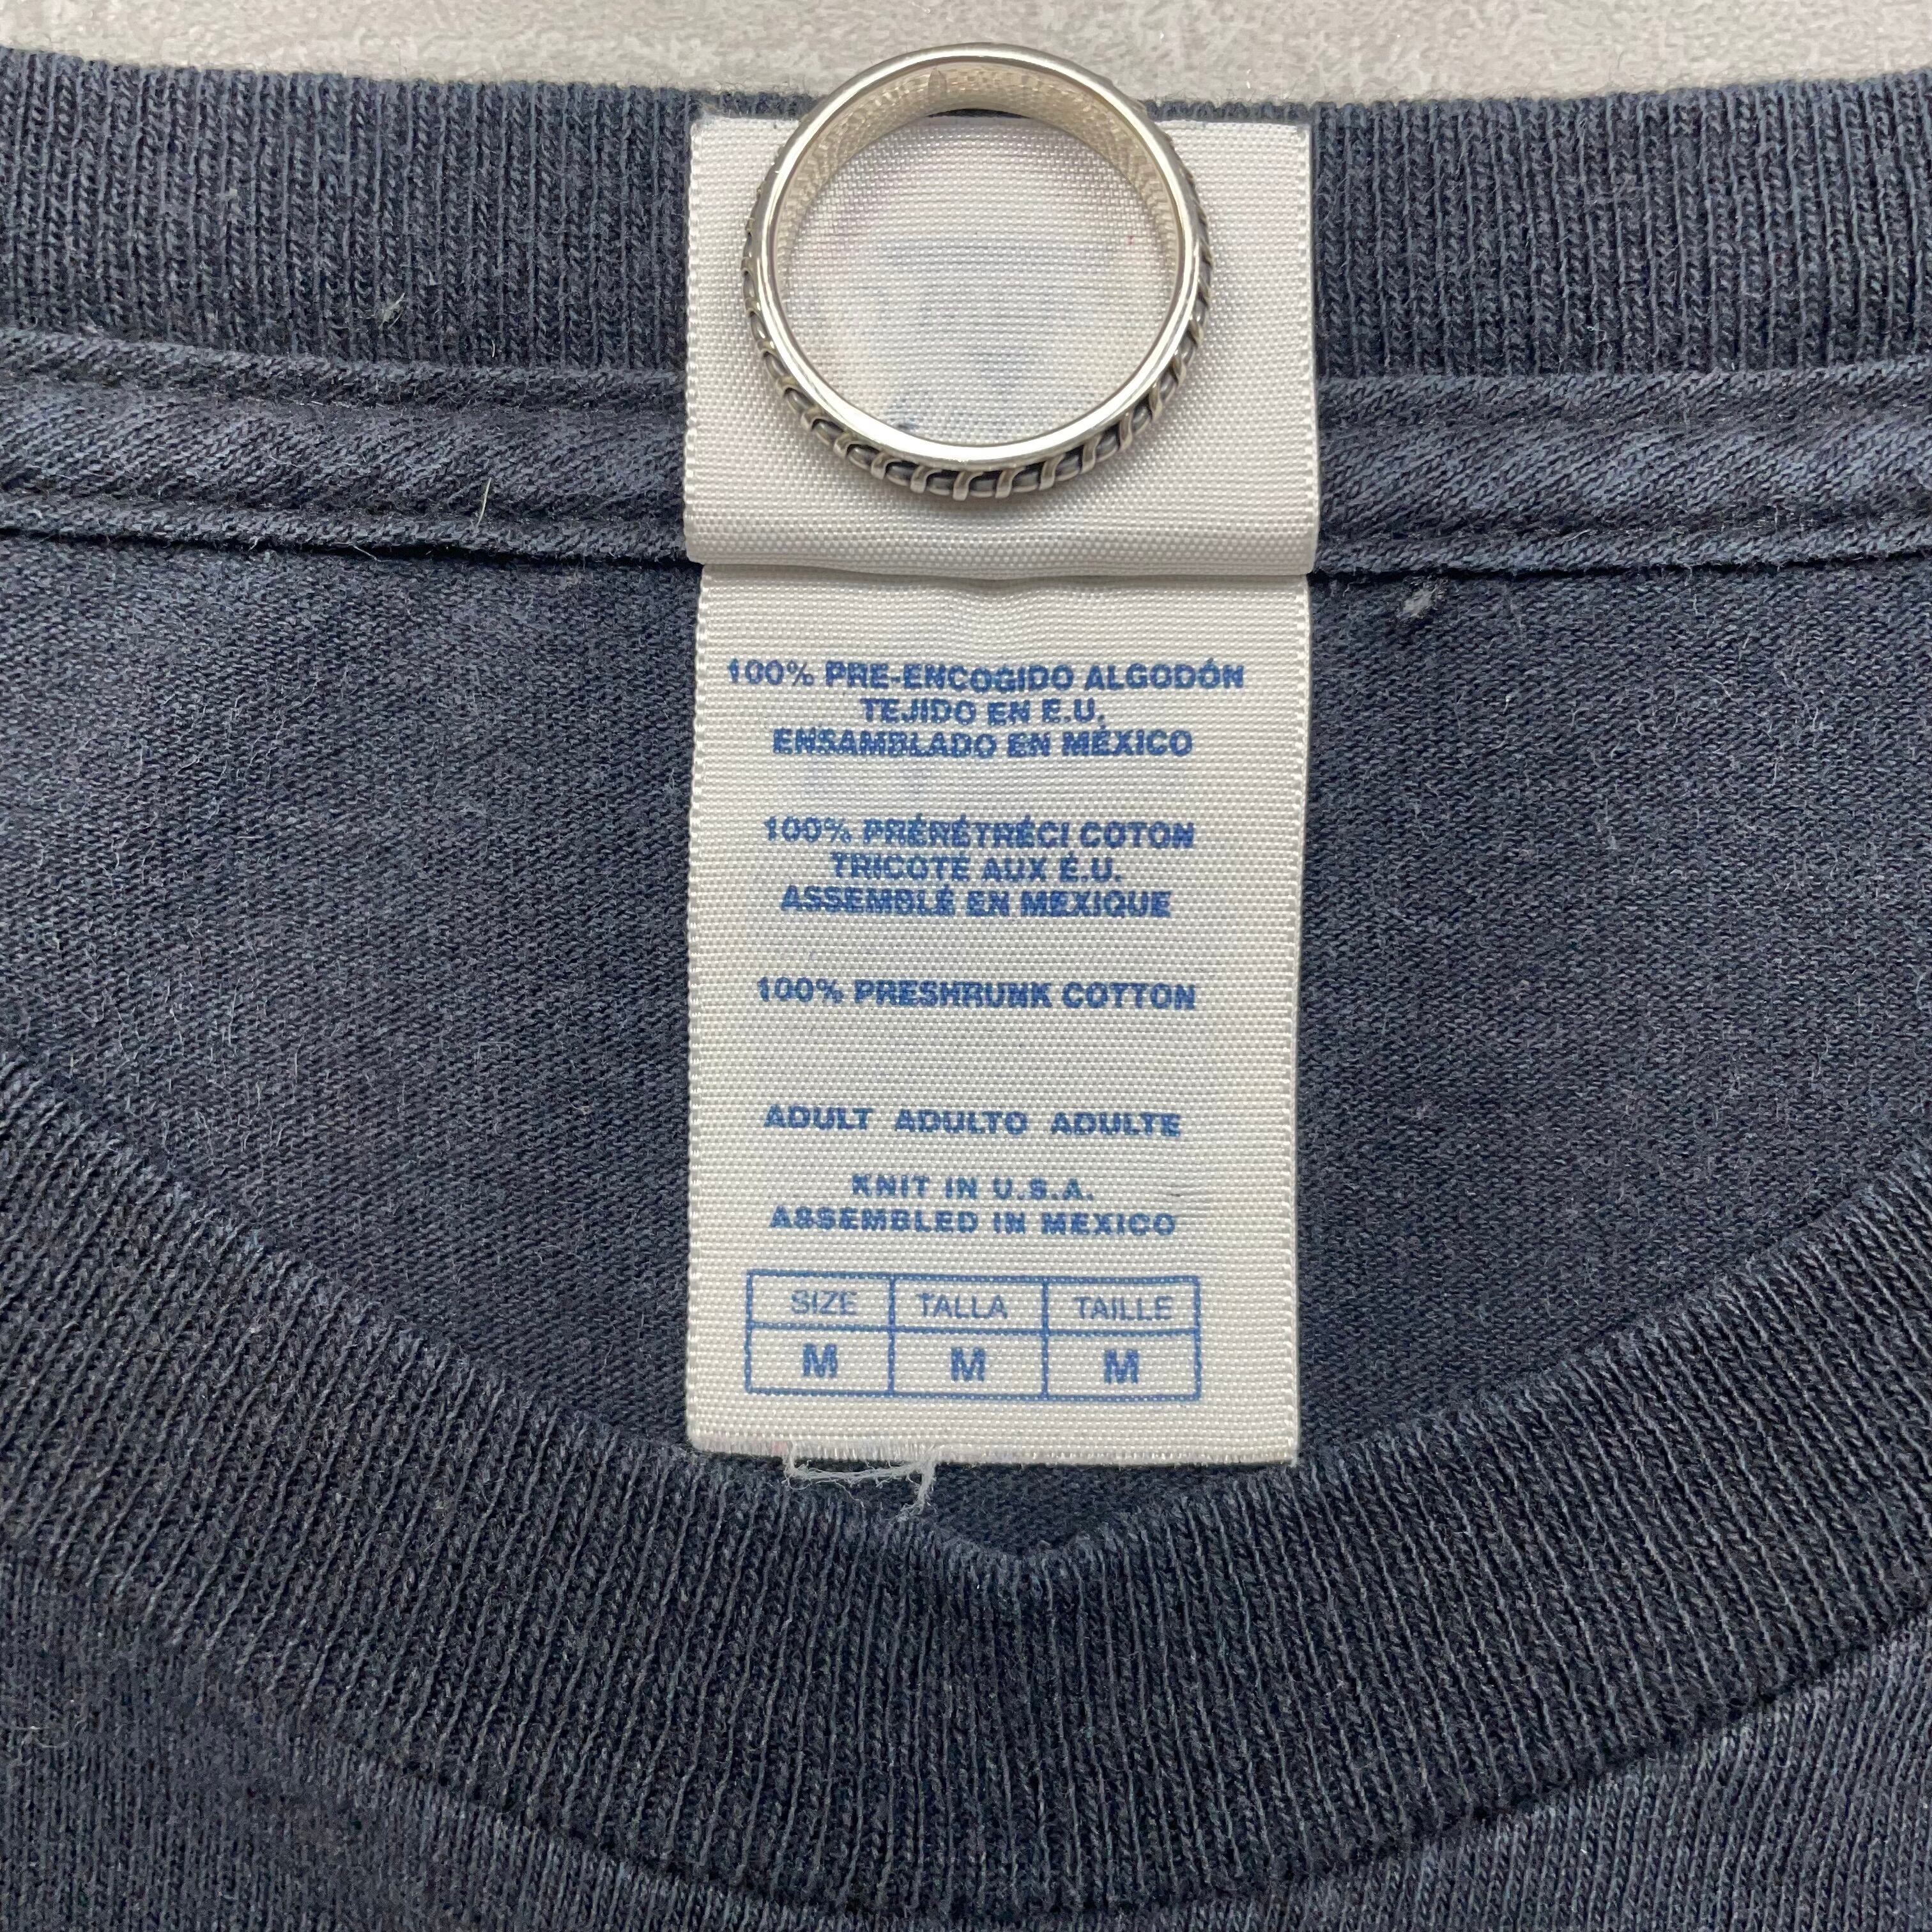 100% PRE-ENCOGIDO ALGODÓN
TEJIDO EN E.U.
ENSAMBLADO EN MÉXICO
100% PRÉRÉTRÉCI COTON
TRICOTÉ AUX É.U.
ASSEMBLÉ EN MEXIQUE
100% PRESHRUNK COTTON
ADULT ADULTO ADULTE
KNIT IN U.S.A.
ASSEMBLED IN MEXICO
SIZE TALLA TAILLE
M M M